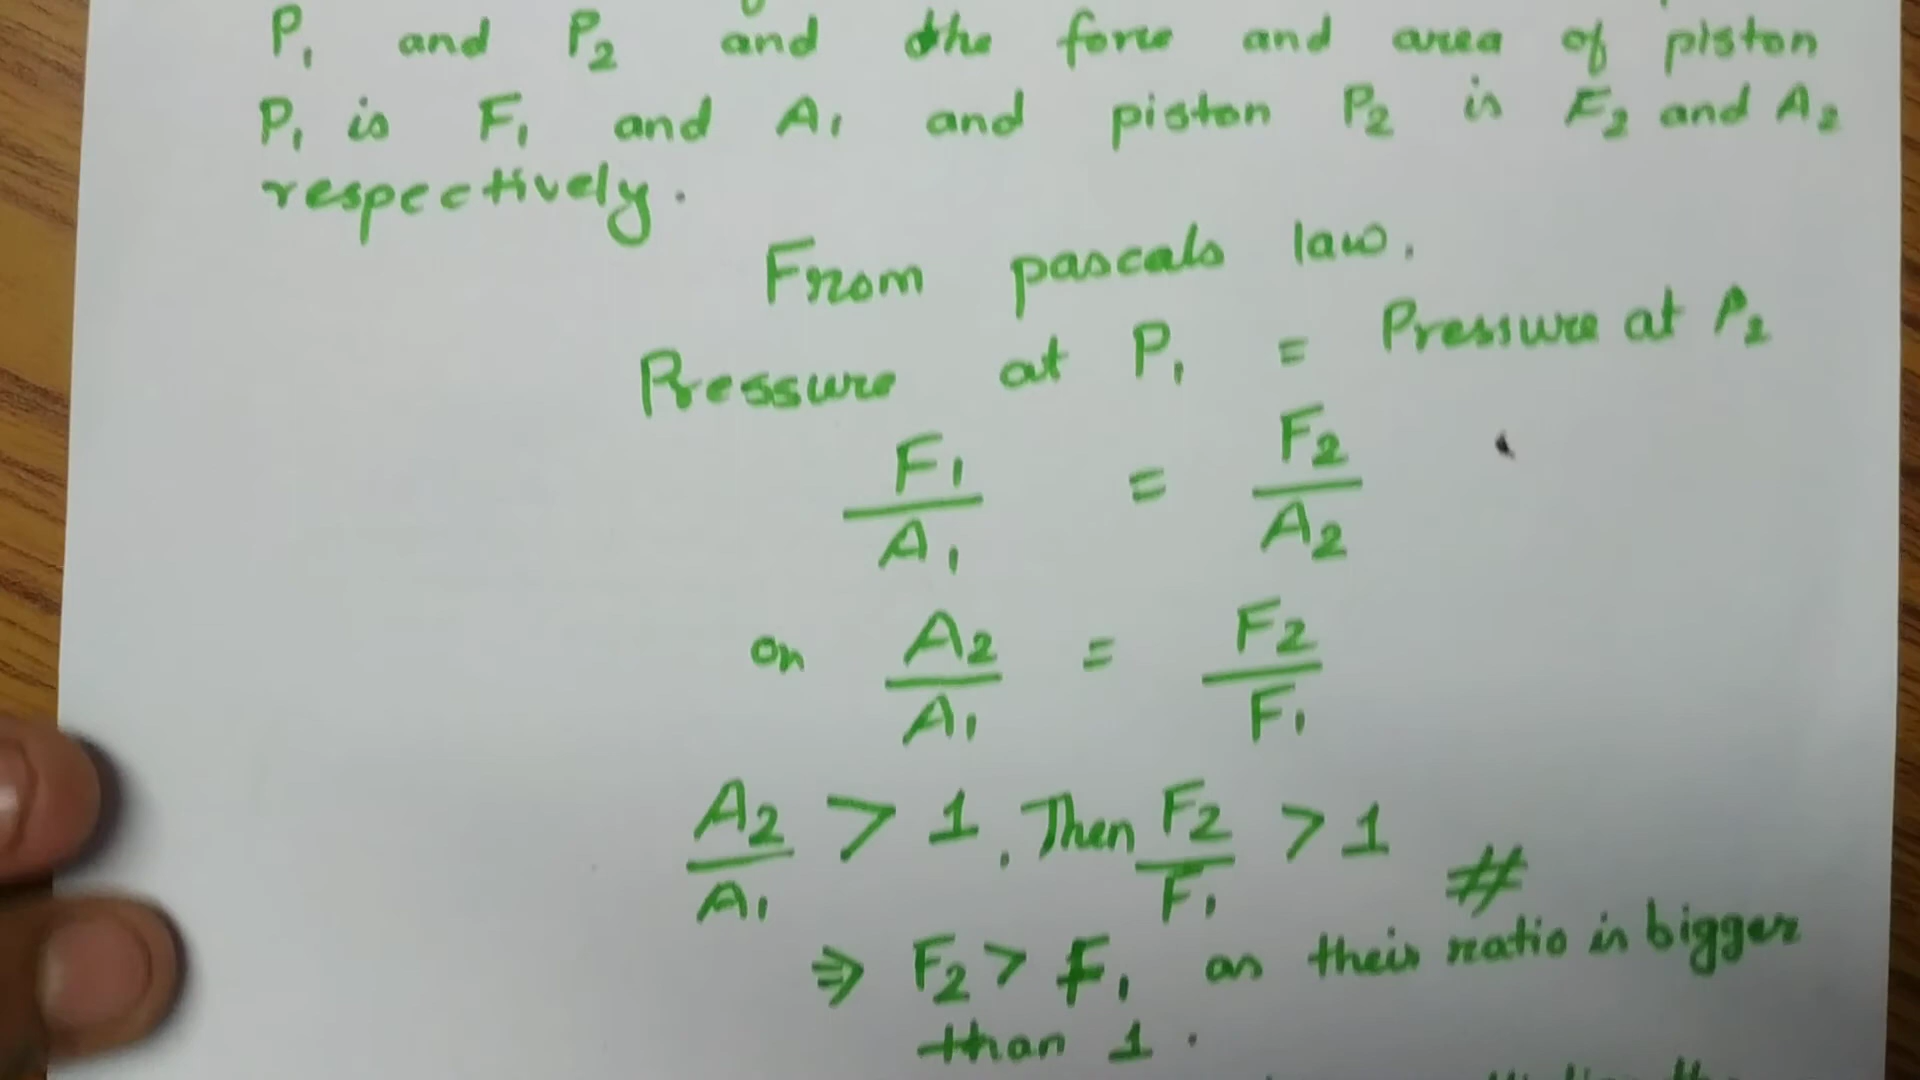 P₁ and P₂ and the force and area of piston
P₁ is F₁ and A₁ and piston P₂ is F₂ and A₂
respectively.
From pascals law.
Pressure at P₁ = Pressure at P₂
F₁/A₁ = F₂/A₂
or A₂/A₁ = F₂/F₁
A₂/A₁ > 1, Then F₂/F₁ > 1 #
⇒ F₂ > F₁ as their ratio is bigger
than 1.